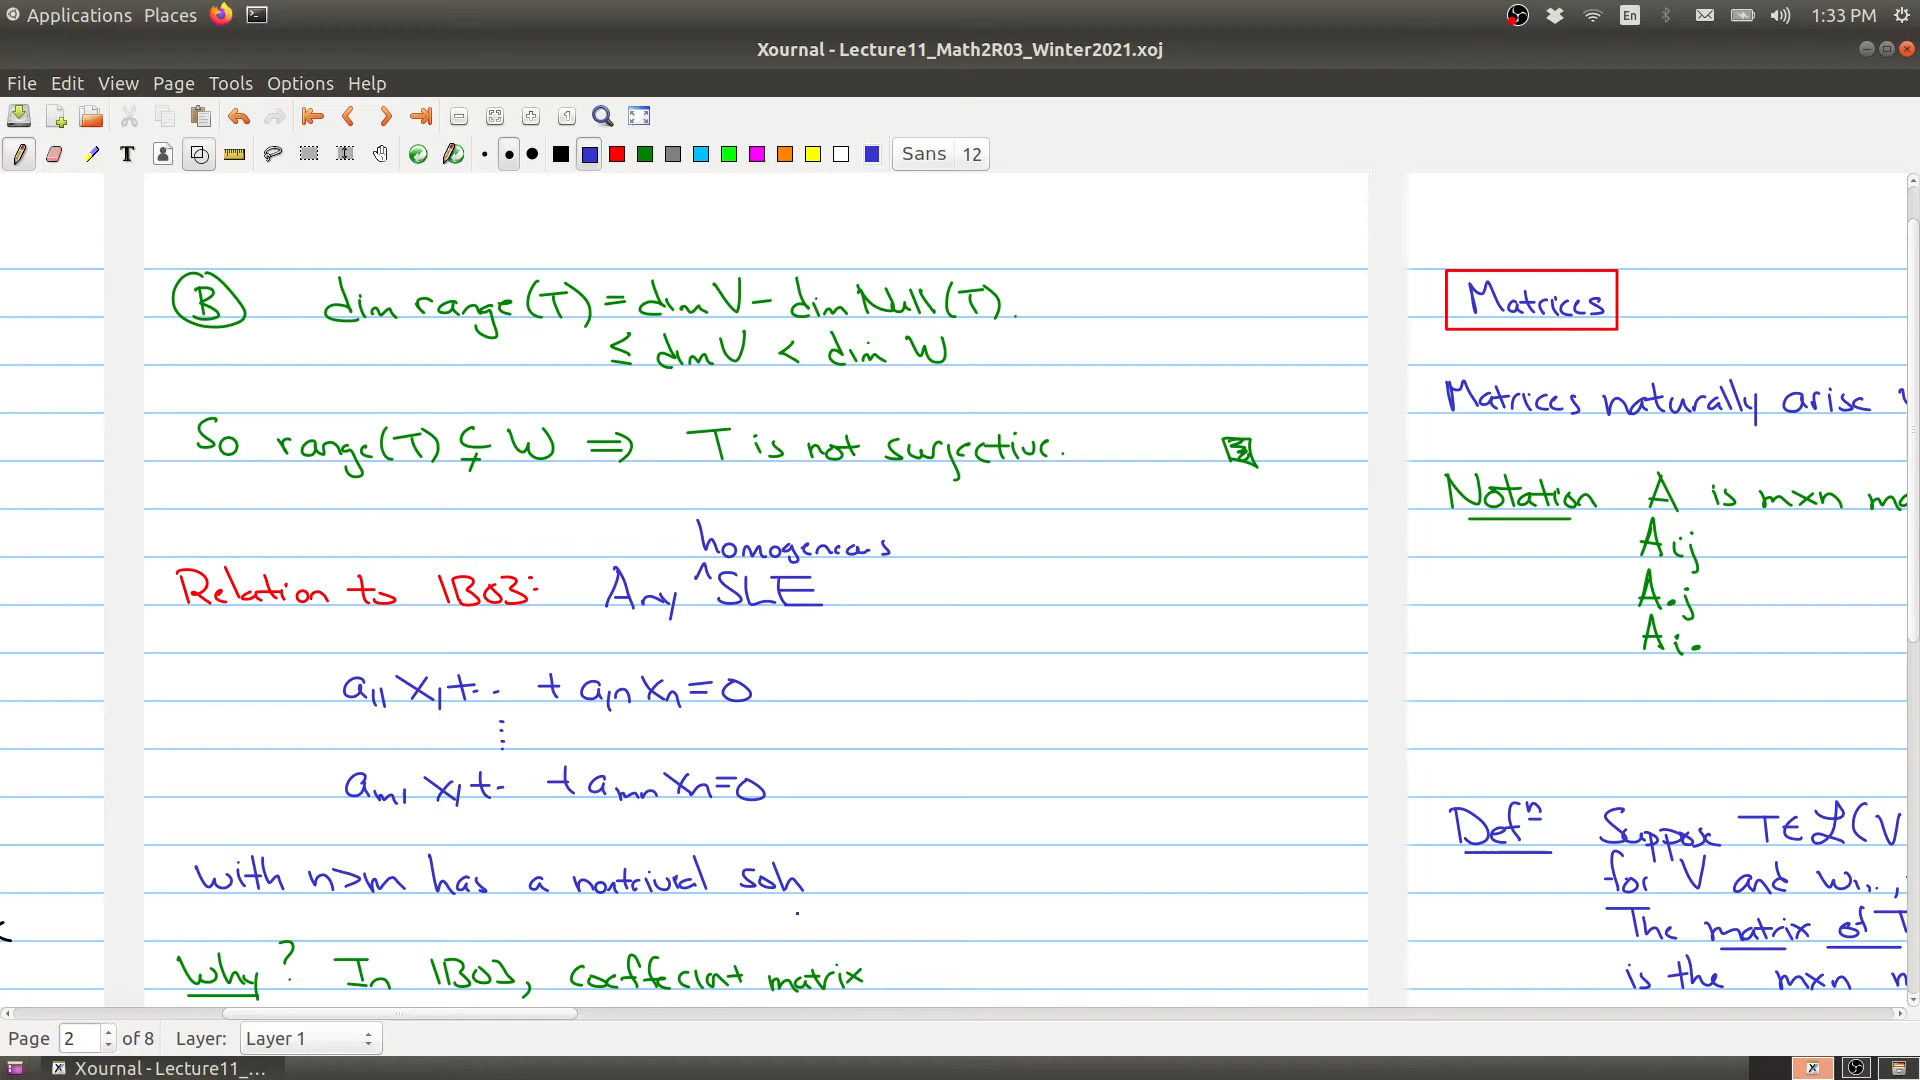 Applications Places En 1:33 PM
Xournal - Lecture11_Math2R03_Winter2021.xoj
File Edit View Page Tools Options Help
T Sans 12
B dim range(T) = dim V - dim Null(T).
≤ dim V < dim W
So range(T) ⊊ W ⟹ T is not surjective.
homogeneous
Relation to 1B03: Any ^ SLE
a11 x1 + .. + a1n xn = 0
⋮
am1 x1 + .. + amn xn = 0
with n>m has a nontrivial soln
Why? In 1B03, coefficient matrix
Matrices
Matrices naturally arise
Notation A is mxn
Aij
A.j
Ai.
Defn Suppose T∈ℒ(V
for V and w1,..,
The matrix of T
is the mxn
Page 2 of 8 Layer: Layer 1
Xournal - Lecture11_...